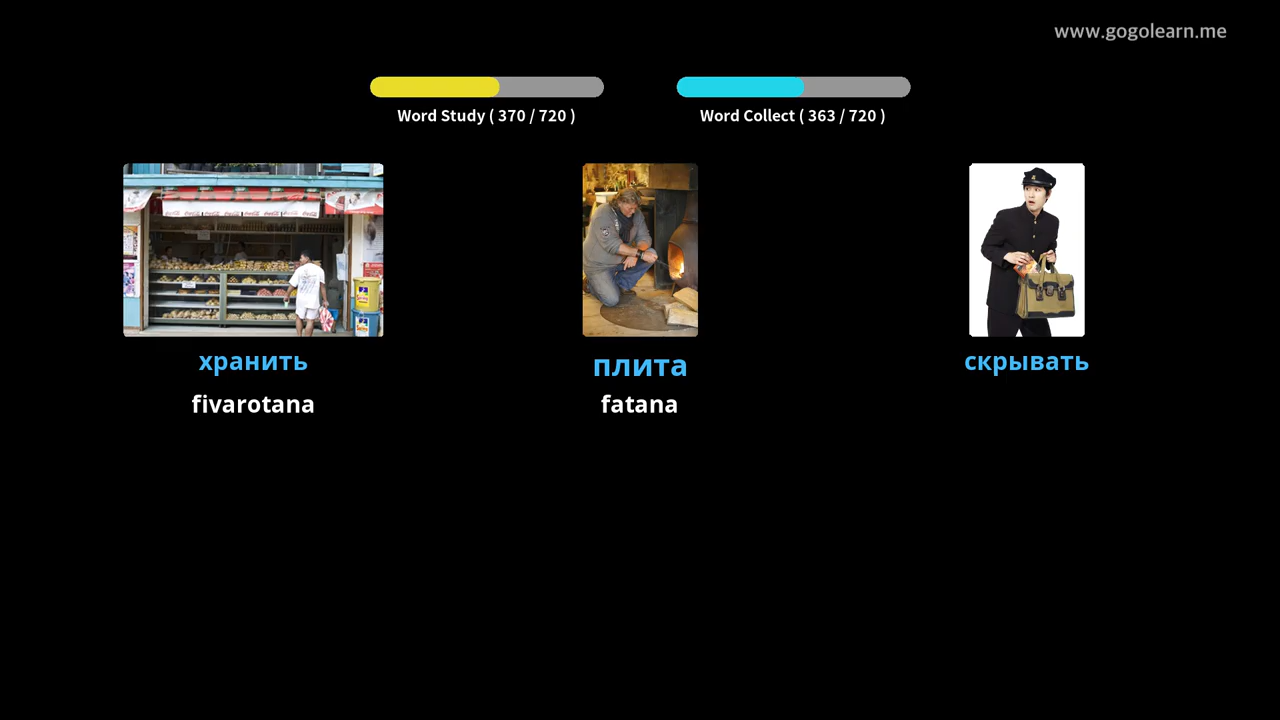 www.gogolearn.me
Word Study ( 370 / 720 )
Word Collect ( 363 / 720 )
хранить
плита
скрывать
fivarotana
fatana